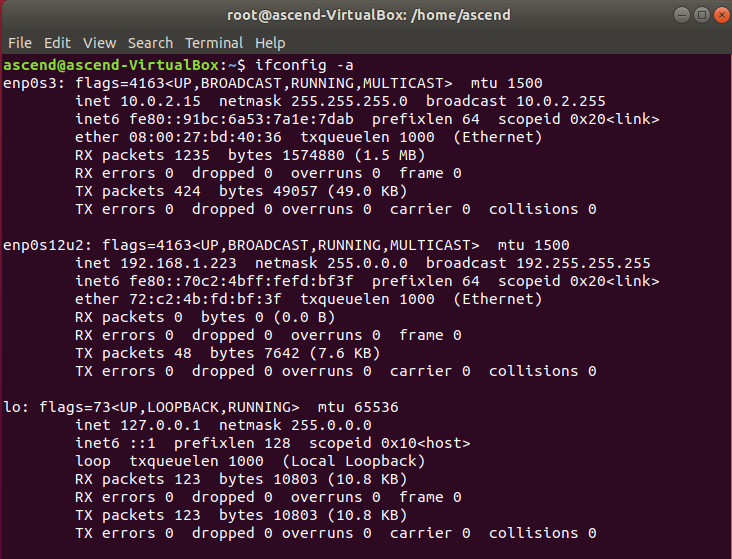 root@ascend-VirtualBox: /home/ascend
File Edit View Search Terminal Help
ascend@ascend-VirtualBox:~$ ifconfig -a
enp0s3: flags=4163<UP,BROADCAST,RUNNING,MULTICAST>  mtu 1500
        inet 10.0.2.15  netmask 255.255.255.0  broadcast 10.0.2.255
        inet6 fe80::91bc:6a53:7a1e:7dab  prefixlen 64  scopeid 0x20<link>
        ether 08:00:27:bd:40:36  txqueuelen 1000  (Ethernet)
        RX packets 1235  bytes 1574880 (1.5 MB)
        RX errors 0  dropped 0  overruns 0  frame 0
        TX packets 424  bytes 49057 (49.0 KB)
        TX errors 0  dropped 0 overruns 0  carrier 0  collisions 0

enp0s12u2: flags=4163<UP,BROADCAST,RUNNING,MULTICAST>  mtu 1500
        inet 192.168.1.223  netmask 255.0.0.0  broadcast 192.255.255.255
        inet6 fe80::70c2:4bff:fefd:bf3f  prefixlen 64  scopeid 0x20<link>
        ether 72:c2:4b:fd:bf:3f  txqueuelen 1000  (Ethernet)
        RX packets 0  bytes 0 (0.0 B)
        RX errors 0  dropped 0  overruns 0  frame 0
        TX packets 48  bytes 7642 (7.6 KB)
        TX errors 0  dropped 0 overruns 0  carrier 0  collisions 0

lo: flags=73<UP,LOOPBACK,RUNNING>  mtu 65536
        inet 127.0.0.1  netmask 255.0.0.0
        inet6 ::1  prefixlen 128  scopeid 0x10<host>
        loop  txqueuelen 1000  (Local Loopback)
        RX packets 123  bytes 10803 (10.8 KB)
        RX errors 0  dropped 0  overruns 0  frame 0
        TX packets 123  bytes 10803 (10.8 KB)
        TX errors 0  dropped 0 overruns 0  carrier 0  collisions 0